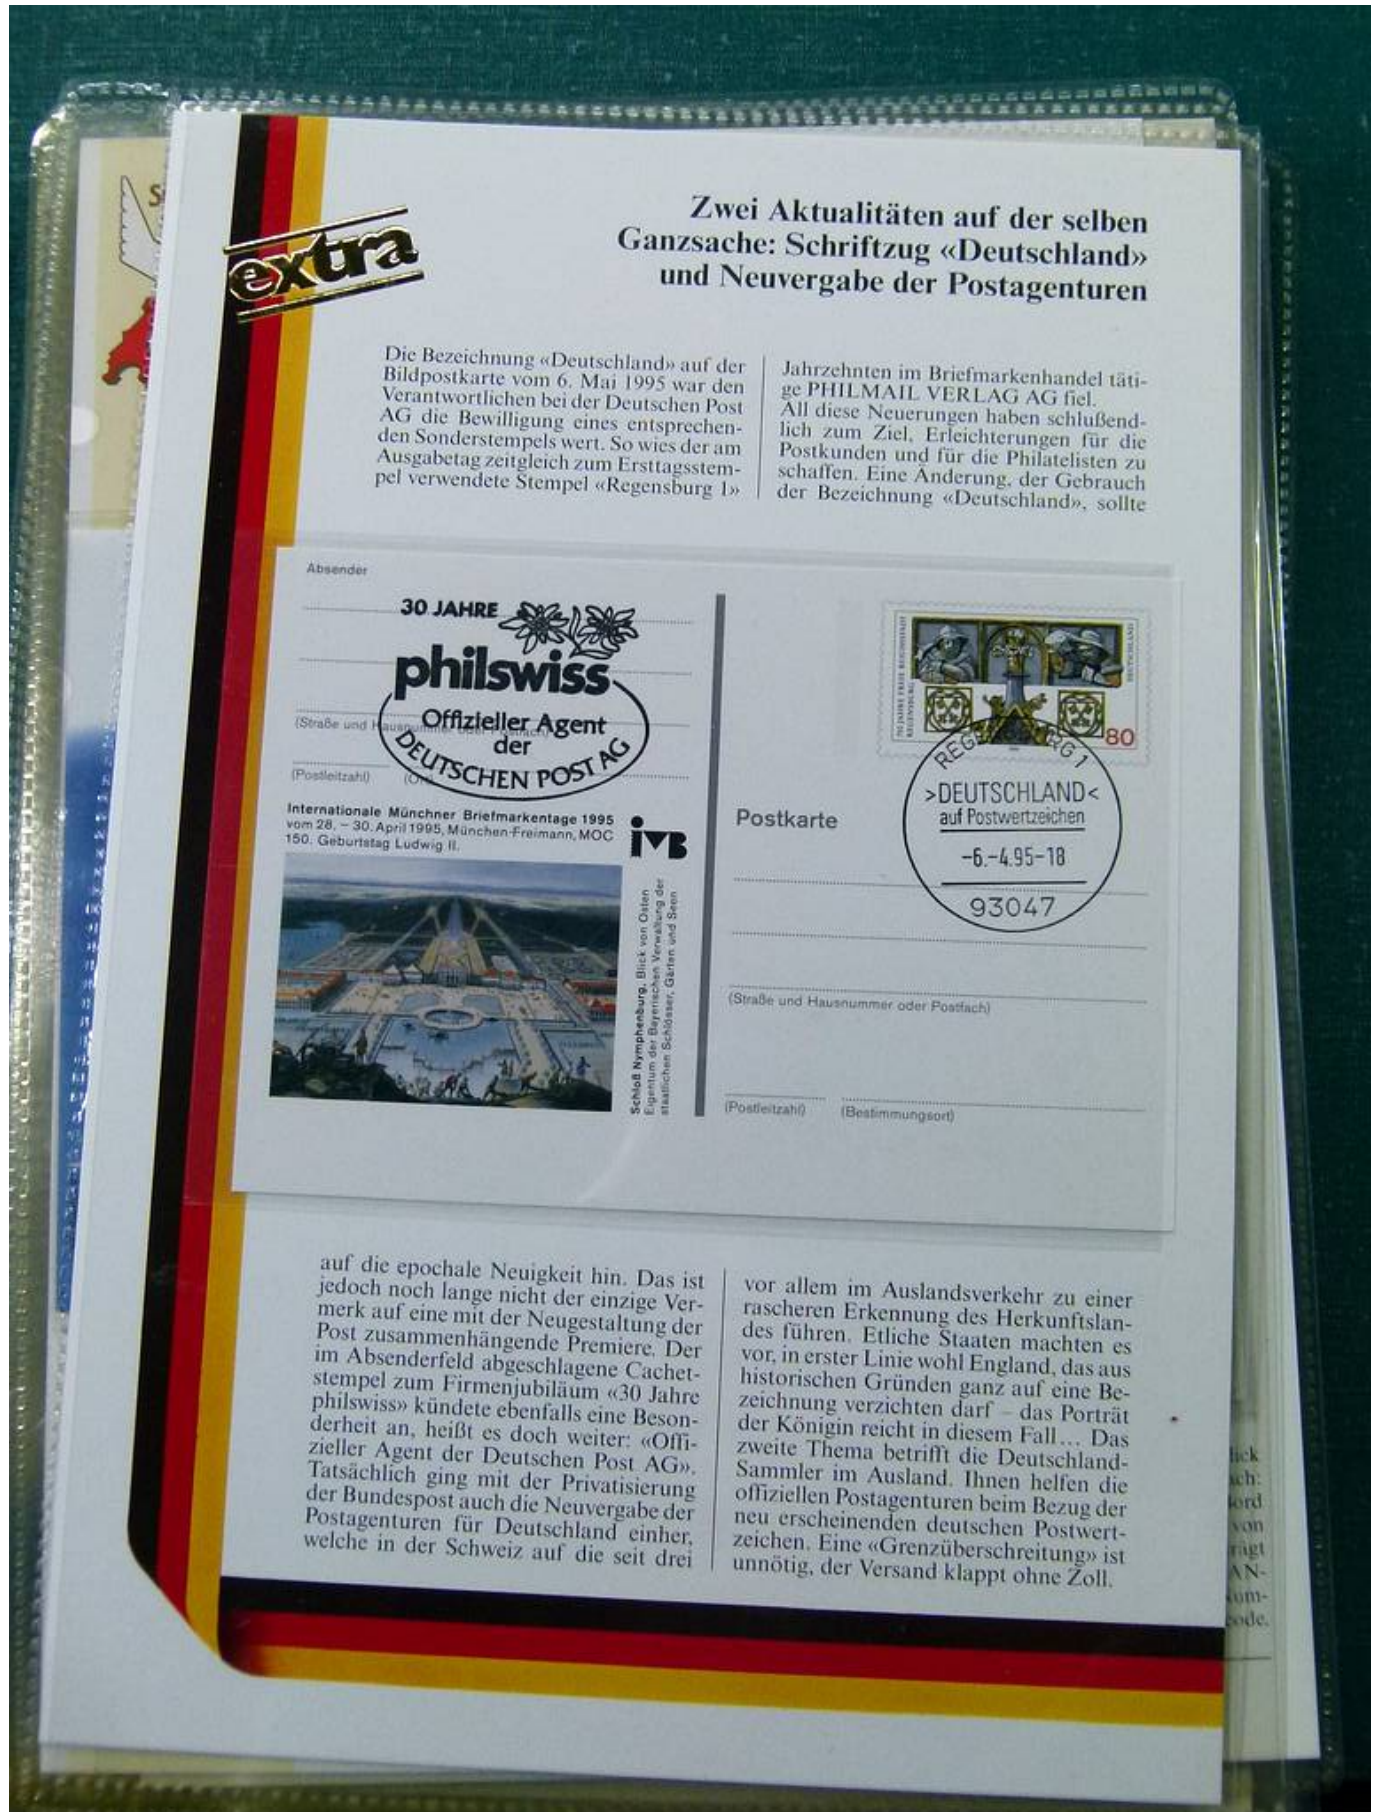 extra
Zwei Aktualitäten auf der selben
Ganzsache: Schriftzug «Deutschland»
und Neuvergabe der Postagenturen
Die Bezeichnung «Deutschland» auf der
Bildpostkarte vom 6. Mai 1995 war den
Verantwortlichen bei der Deutschen Post
AG die Bewilligung eines entsprechen-
den Sonderstempels wert. So wies der am
Ausgabetag zeitgleich zum Ersttagsstem-
pel verwendete Stempel «Regensburg 1»
Jahrzehnten im Briefmarkenhandel täti-
ge PHILMAIL VERLAG AG fiel.
All diese Neuerungen haben schlußend-
lich zum Ziel, Erleichterungen für die
Postkunden und für die Philatelisten zu
schaffen. Eine Änderung, der Gebrauch
der Bezeichnung «Deutschland», sollte
Absender
30 JAHRE
philswiss
Offizieller Agent
der
DEUTSCHEN POST AG
(Straße und Hausnummer oder Postfach)
(Postleitzahl) (Ort)
Internationale Münchner Briefmarkentage 1995
vom 28. – 30. April 1995, München-Freimann, MOC
150. Geburtstag Ludwig II.
iMB
Schloß Nymphenburg, Blick von Osten
Eigentum der Bayerischen Verwaltung der
staatlichen Schlösser, Gärten und Seen
DEUTSCHLAND
80
Postkarte
REG RG 1
>DEUTSCHLAND<
auf Postwertzeichen
-6.-4.95-18
93047
(Straße und Hausnummer oder Postfach)
(Postleitzahl) (Bestimmungsort)
auf die epochale Neuigkeit hin. Das ist
jedoch noch lange nicht der einzige Ver-
merk auf eine mit der Neugestaltung der
Post zusammenhängende Premiere. Der
im Absenderfeld abgeschlagene Cachet-
stempel zum Firmenjubiläum «30 Jahre
philswiss» kündete ebenfalls eine Beson-
derheit an, heißt es doch weiter: «Offi-
zieller Agent der Deutschen Post AG».
Tatsächlich ging mit der Privatisierung
der Bundespost auch die Neuvergabe der
Postagenturen für Deutschland einher,
welche in der Schweiz auf die seit drei
vor allem im Auslandsverkehr zu einer
rascheren Erkennung des Herkunftslan-
des führen. Etliche Staaten machten es
vor, in erster Linie wohl England, das aus
historischen Gründen ganz auf eine Be-
zeichnung verzichten darf – das Porträt
der Königin reicht in diesem Fall... Das
zweite Thema betrifft die Deutschland-
Sammler im Ausland. Ihnen helfen die
offiziellen Postagenturen beim Bezug der
neu erscheinenden deutschen Postwert-
zeichen. Eine «Grenzüberschreitung» ist
unnötig, der Versand klappt ohne Zoll.